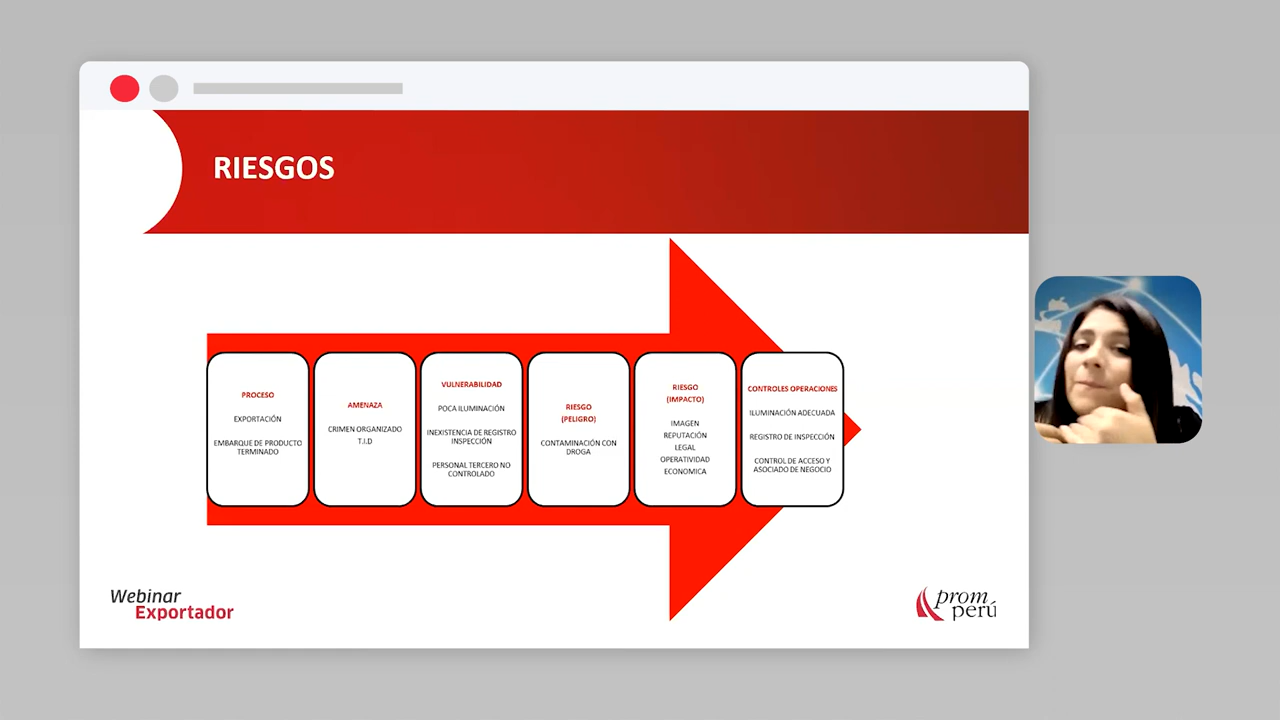 RIESGOS
PROCESO
EXPORTACIÓN
EMBARQUE DE PRODUCTO
TERMINADO
AMENAZA
CRIMEN ORGANIZADO
T.I.D
VULNERABILIDAD
POCA ILUMINACIÓN
INEXISTENCIA DE REGISTRO
INSPECCIÓN
PERSONAL TERCERO NO
CONTROLADO
RIESGO
(PELIGRO)
CONTAMINACIÓN CON
DROGA
RIESGO
(IMPACTO)
IMAGEN
REPUTACIÓN
LEGAL
OPERATIVIDAD
ECONOMICA
CONTROLES OPERACIONES
ILUMINACIÓN ADECUADA
REGISTRO DE INSPECCIÓN
CONTROL DE ACCESO Y
ASOCIADO DE NEGOCIO
Webinar
Exportador
prom
perú